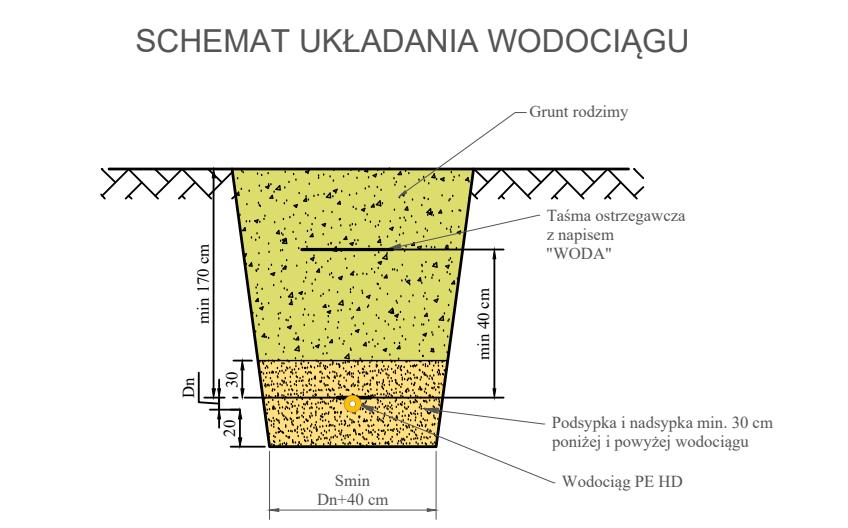 SCHEMAT UKŁADANIA WODOCIĄGU
Grunt rodzimy
Taśma ostrzegawcza
z napisem
"WODA"
min 170 cm
min 40 cm
Dn
30
20
Podsypka i nadsypka min. 30 cm
poniżej i powyżej wodociągu
Wodociąg PE HD
Smin
Dn+40 cm